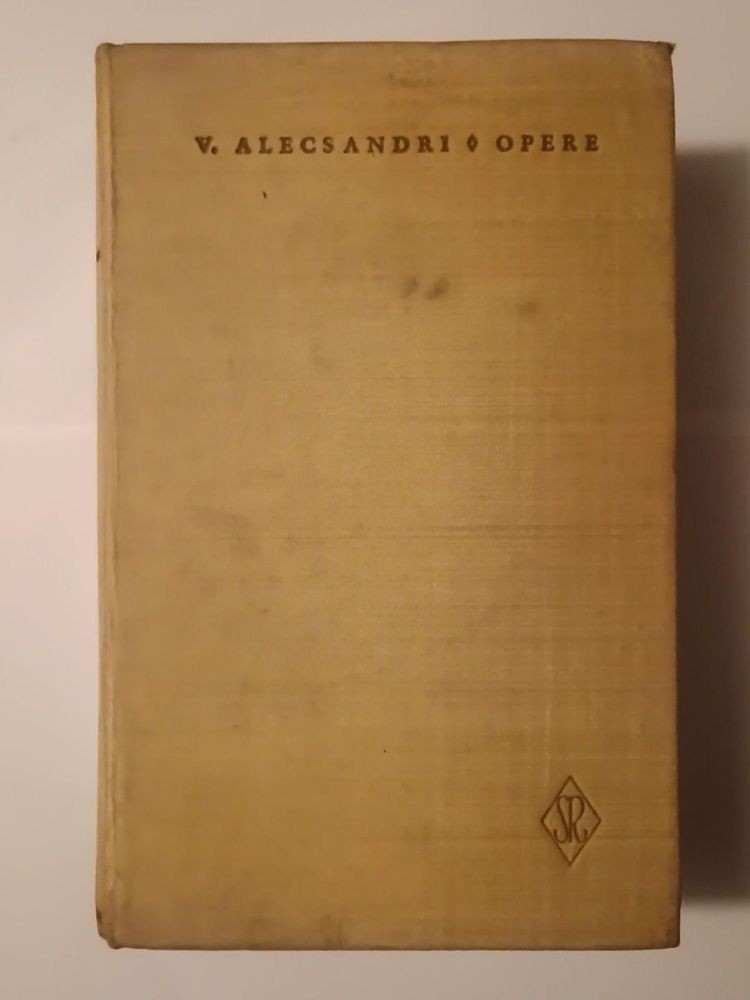 V. ALECSANDRI ◊ OPERE
SR